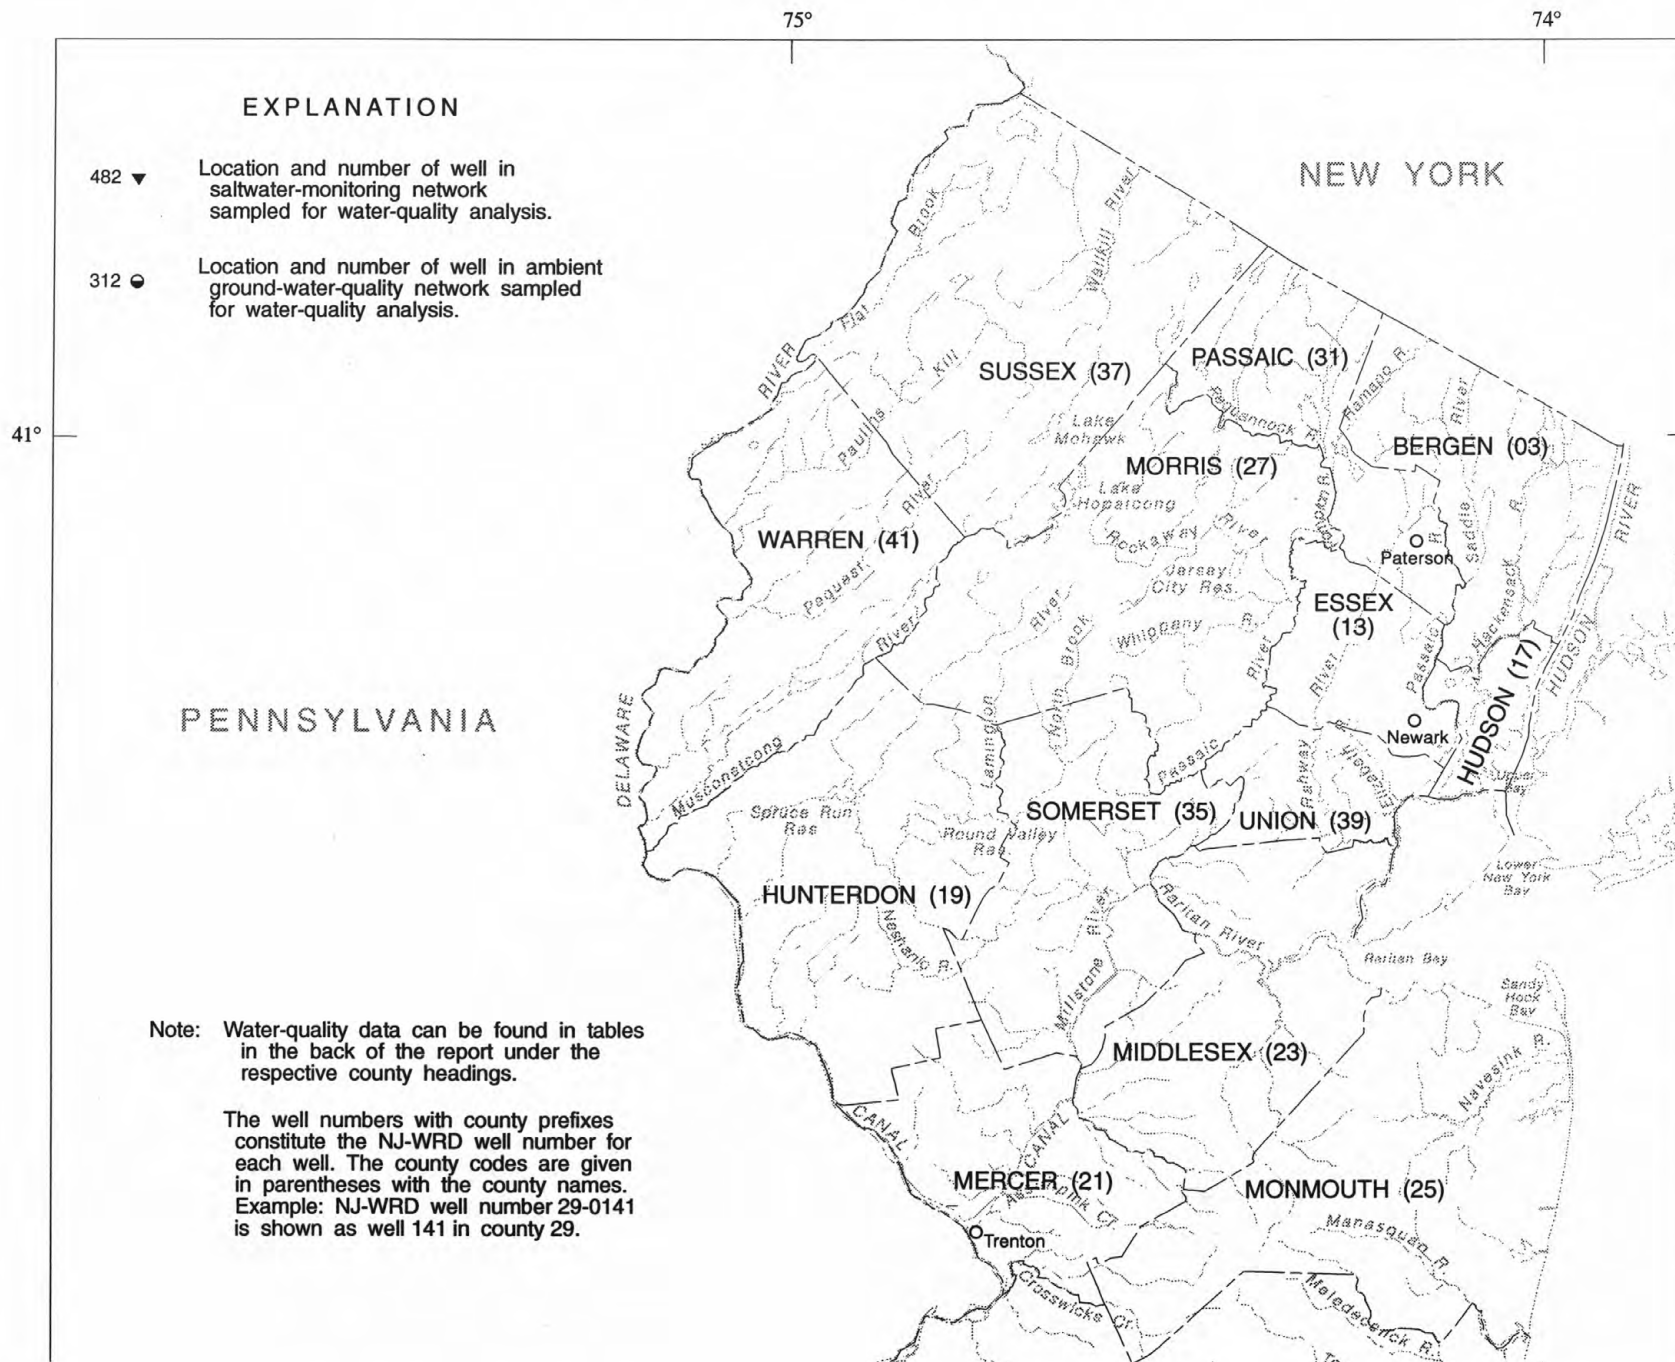 75°
74°
EXPLANATION
482
Location and number of well in
saltwater-monitoring network
sampled for water-quality analysis.
312
Location and number of well in ambient
ground-water-quality network sampled
for water-quality analysis.
NEW YORK
Wallkill River
Flat Brook
RIVER
Paulins Kill
SUSSEX (37)
PASSAIC (31)
Ramapo R.
Pequannock R.
Lake
Mohawk
41°
River
BERGEN (03)
MORRIS (27)
Lake
Hopatcong
Pequest River
WARREN (41)
Rockaway River
Saddle
R.
Paterson
Jersey
City Res.
HUDSON RIVER
ESSEX
(13)
Hackensack R.
Whippany R.
Passaic R.
River
River
HUDSON (17)
PENNSYLVANIA
DELAWARE
Musconetcong River
Lamington River
Brook
Passaic River
Rahway
Newark
Elizabeth R.
Upper
Bay
Spruce Run
Res
SOMERSET (35)
UNION (39)
Round Valley
Res.
Lower
New York
Bay
HUNTERDON (19)
Neshanic R.
Millstone River
Raritan River
Raritan Bay
Sandy
Hook
Bay
Note: Water-quality data can be found in tables
in the back of the report under the
respective county headings.
MIDDLESEX (23)
Navesink R.
The well numbers with county prefixes
constitute the NJ-WRD well number for
each well. The county codes are given
in parentheses with the county names.
Example: NJ-WRD well number 29-0141
is shown as well 141 in county 29.
CANAL
CANAL
MERCER (21)
MONMOUTH (25)
Manasquan R.
Trenton
Crosswicks Cr.
Metedeconk R.